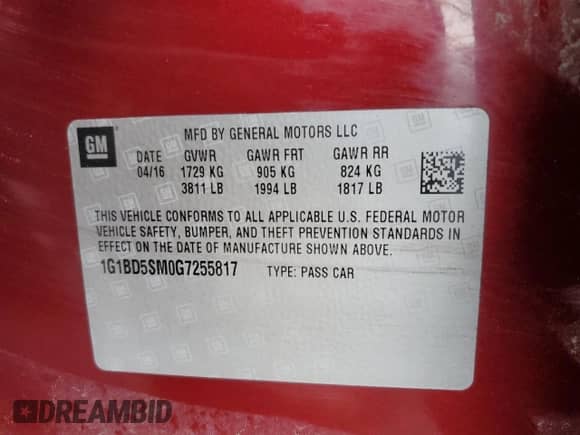 GM
MFD BY GENERAL MOTORS LLC
DATE GVWR GAWR FRT GAWR RR
04/16 1729 KG 905 KG 824 KG
3811 LB 1994 LB 1817 LB
THIS VEHICLE CONFORMS TO ALL APPLICABLE U.S. FEDERAL MOTOR
VEHICLE SAFETY, BUMPER, AND THEFT PREVENTION STANDARDS IN
EFFECT ON THE DATE OF MANUFACTURE SHOWN ABOVE.
1G1BD5SM0G7255817 TYPE: PASS CAR
DREAMBID